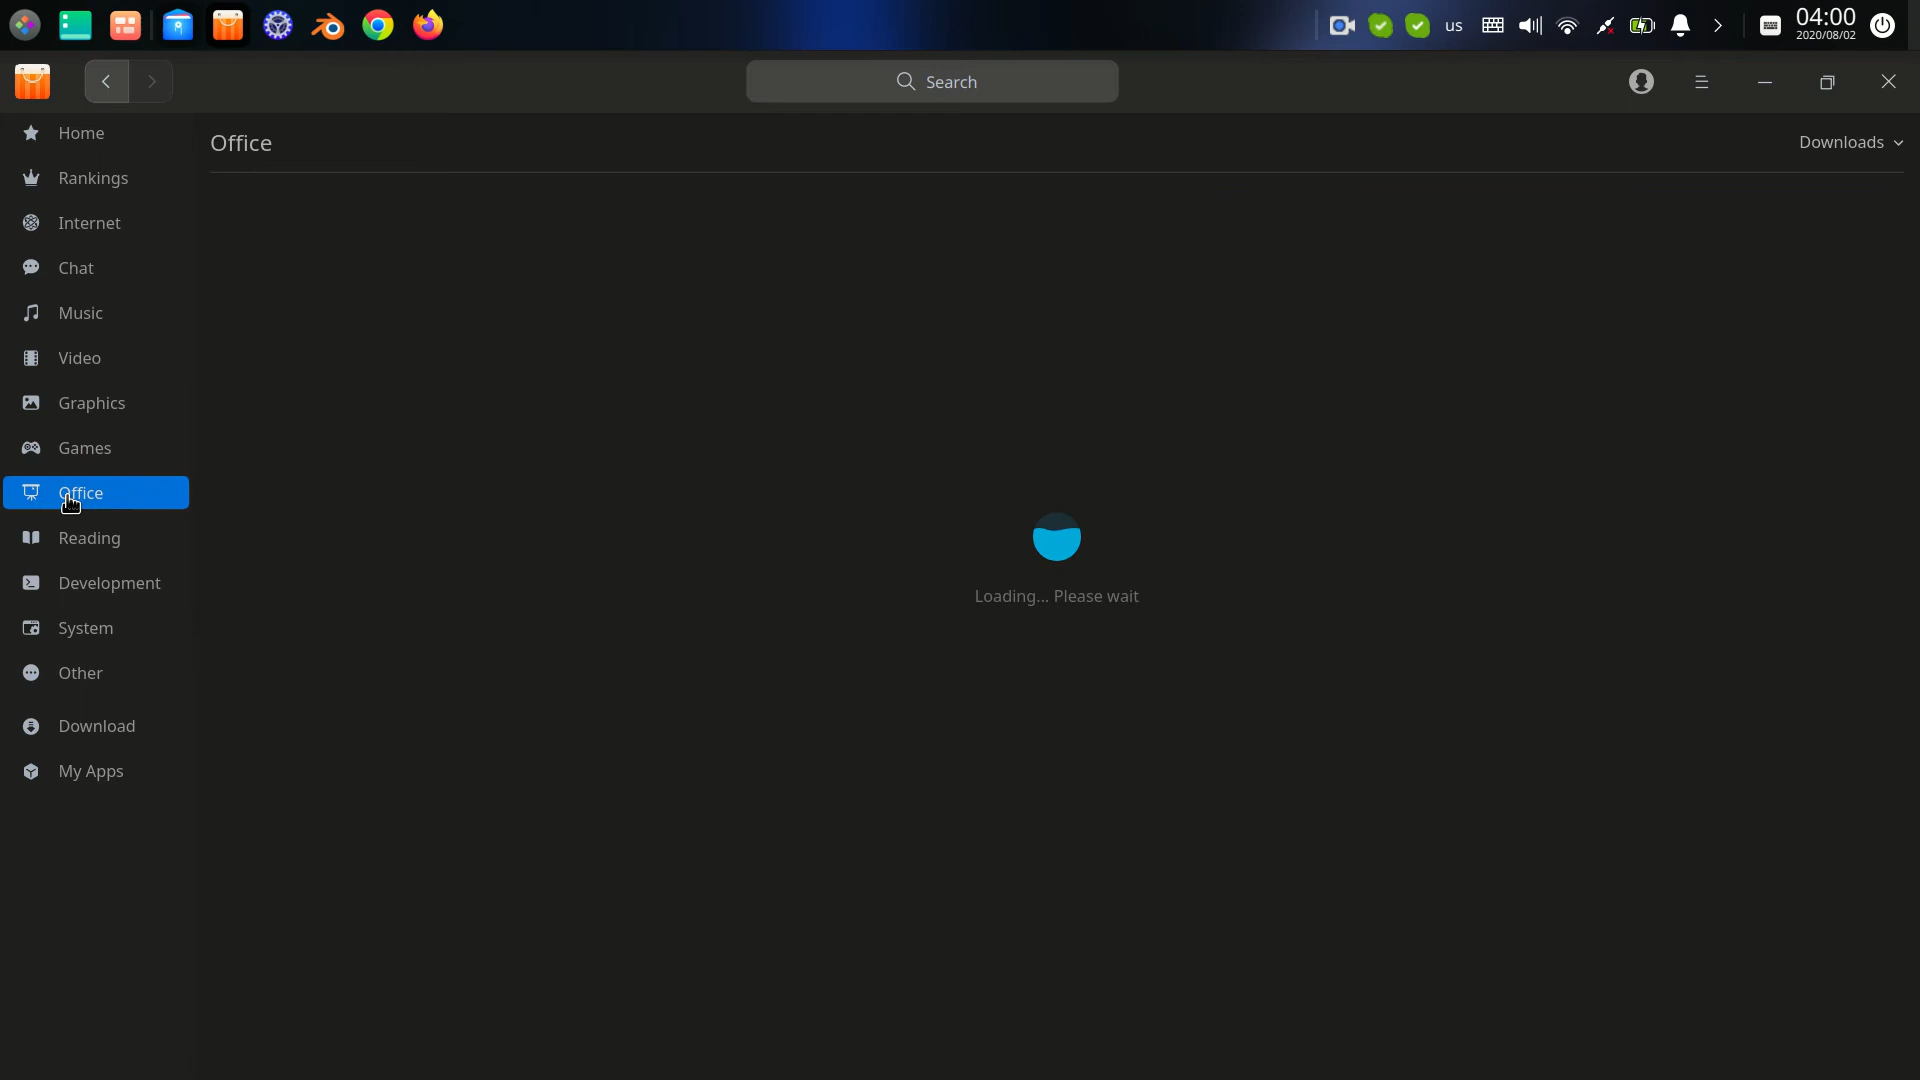 us
04:00
2020/08/02
Search
Home
Rankings
Internet
Chat
Music
Video
Graphics
Games
Office
Reading
Development
System
Other
Download
My Apps
Office
Downloads
Loading... Please wait